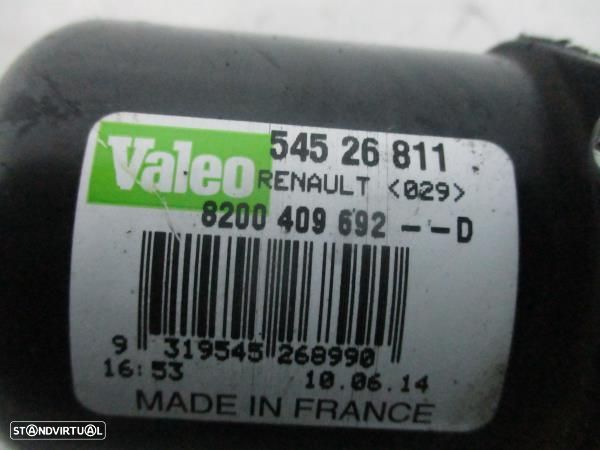 Valeo
545 26 811
RENAULT <029>
8200 409 692 -- D
9 319545 268990
16:53 10.06.14
MADE IN FRANCE
STANDVIRTUAL